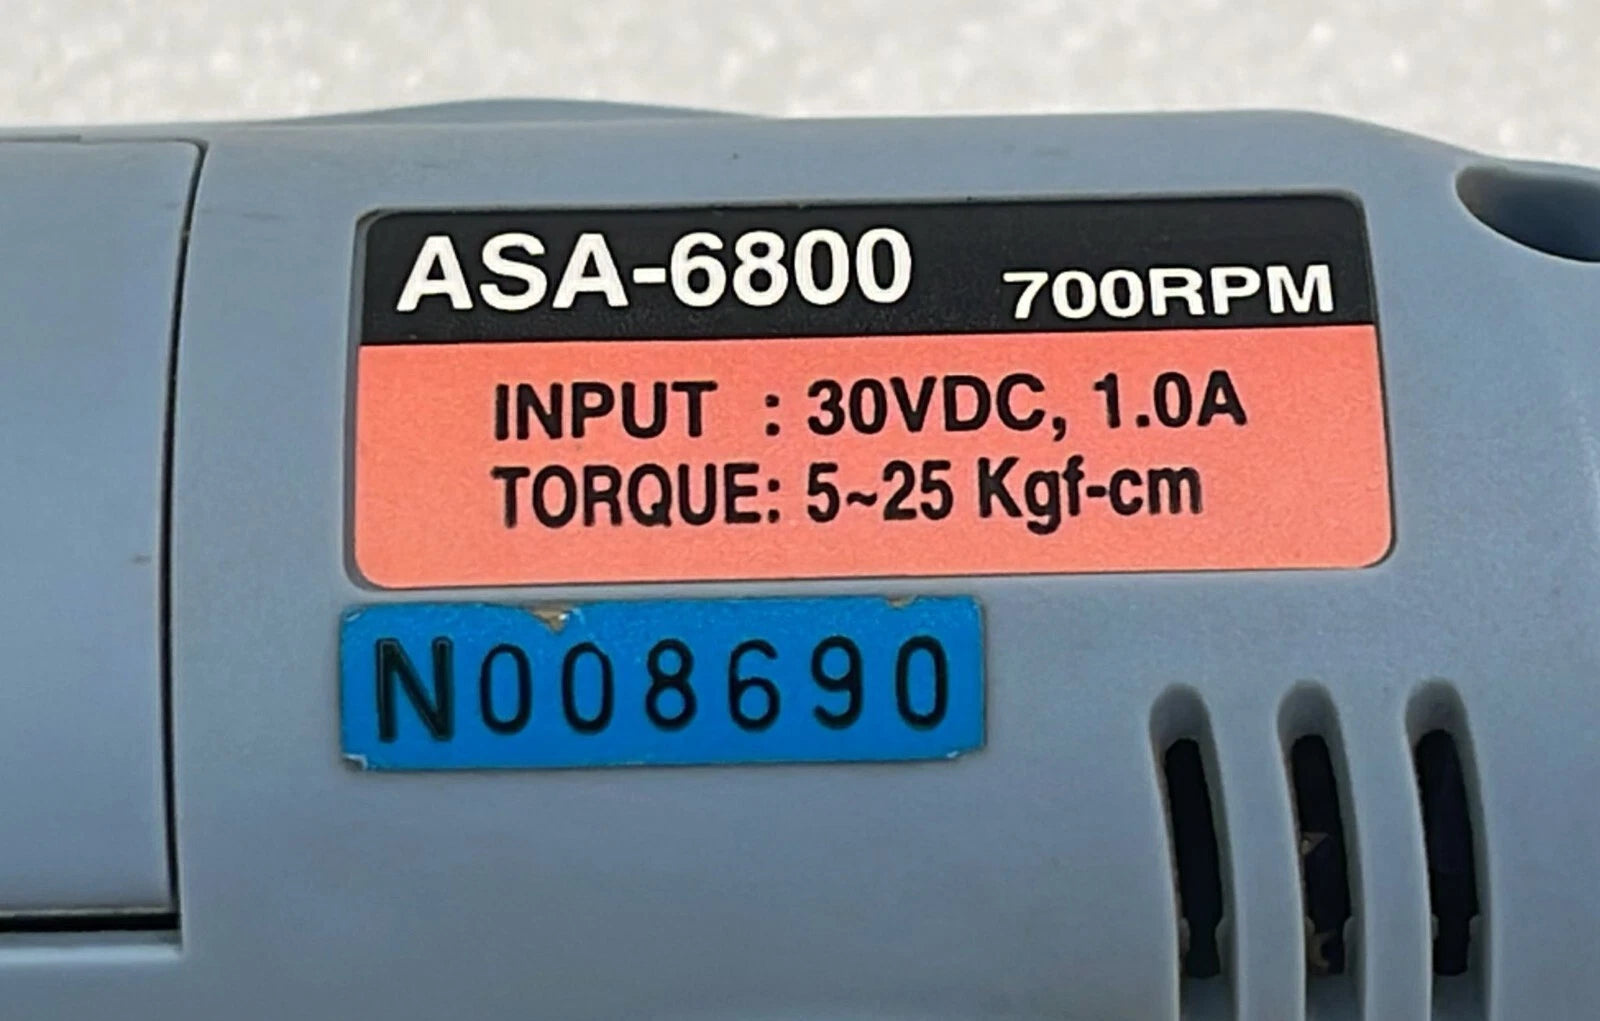 ASA-6800 700RPM
INPUT : 30VDC, 1.0A
TORQUE: 5~25 Kgf-cm
N008690